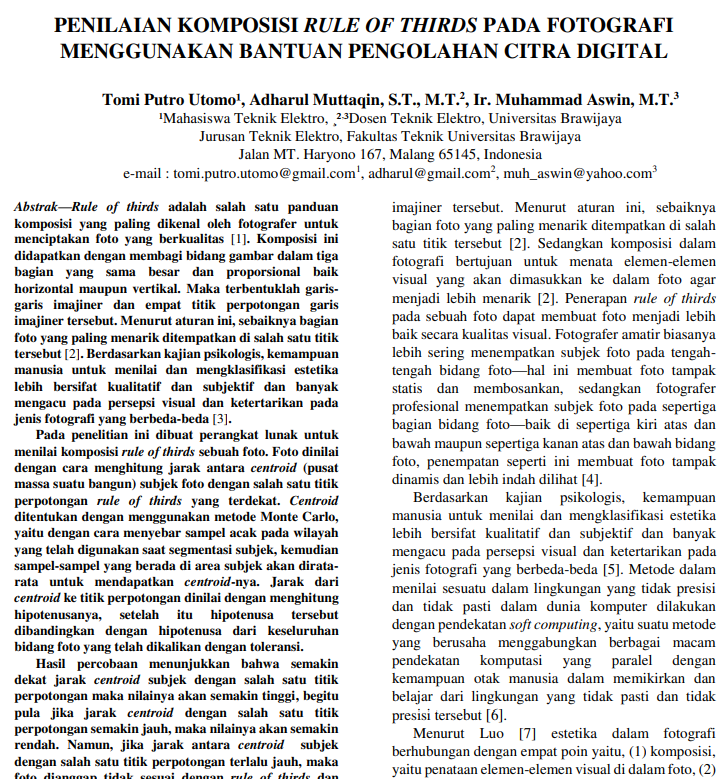 PENILAIAN KOMPOSISI RULE OF THIRDS PADA FOTOGRAFI
MENGGUNAKAN BANTUAN PENGOLAHAN CITRA DIGITAL
Tomi Putro Utomo¹, Adharul Muttaqin, S.T., M.T.², Ir. Muhammad Aswin, M.T.³
¹Mahasiswa Teknik Elektro, ,²·³Dosen Teknik Elektro, Universitas Brawijaya
Jurusan Teknik Elektro, Fakultas Teknik Universitas Brawijaya
Jalan MT. Haryono 167, Malang 65145, Indonesia
e-mail : tomi.putro.utomo@gmail.com¹, adharul@gmail.com², muh_aswin@yahoo.com³
Abstrak—Rule of thirds adalah salah satu panduan
komposisi yang paling dikenal oleh fotografer untuk
menciptakan foto yang berkualitas [1]. Komposisi ini
didapatkan dengan membagi bidang gambar dalam tiga
bagian yang sama besar dan proporsional baik
horizontal maupun vertikal. Maka terbentuklah garis-
garis imajiner dan empat titik perpotongan garis
imajiner tersebut. Menurut aturan ini, sebaiknya bagian
foto yang paling menarik ditempatkan di salah satu titik
tersebut [2]. Berdasarkan kajian psikologis, kemampuan
manusia untuk menilai dan mengklasifikasi estetika
lebih bersifat kualitatif dan subjektif dan banyak
mengacu pada persepsi visual dan ketertarikan pada
jenis fotografi yang berbeda-beda [3].
Pada penelitian ini dibuat perangkat lunak untuk
menilai komposisi rule of thirds sebuah foto. Foto dinilai
dengan cara menghitung jarak antara centroid (pusat
massa suatu bangun) subjek foto dengan salah satu titik
perpotongan rule of thirds yang terdekat. Centroid
ditentukan dengan menggunakan metode Monte Carlo,
yaitu dengan cara menyebar sampel acak pada wilayah
yang telah digunakan saat segmentasi subjek, kemudian
sampel-sampel yang berada di area subjek akan dirata-
rata untuk mendapatkan centroid-nya. Jarak dari
centroid ke titik perpotongan dinilai dengan menghitung
hipotenusanya, setelah itu hipotenusa tersebut
dibandingkan dengan hipotenusa dari keseluruhan
bidang foto yang telah dikalikan dengan toleransi.
Hasil percobaan menunjukkan bahwa semakin
dekat jarak centroid subjek dengan salah satu titik
perpotongan maka nilainya akan semakin tinggi, begitu
pula jika jarak centroid dengan salah satu titik
perpotongan semakin jauh, maka nilainya akan semakin
rendah. Namun, jika jarak antara centroid subjek
dengan salah satu titik perpotongan terlalu jauh, maka
foto dianggap tidak sesuai dengan rule of thirds dan
imajiner tersebut. Menurut aturan ini, sebaiknya
bagian foto yang paling menarik ditempatkan di salah
satu titik tersebut [2]. Sedangkan komposisi dalam
fotografi bertujuan untuk menata elemen-elemen
visual yang akan dimasukkan ke dalam foto agar
menjadi lebih menarik [2]. Penerapan rule of thirds
pada sebuah foto dapat membuat foto menjadi lebih
baik secara kualitas visual. Fotografer amatir biasanya
lebih sering menempatkan subjek foto pada tengah-
tengah bidang foto—hal ini membuat foto tampak
statis dan membosankan, sedangkan fotografer
profesional menempatkan subjek foto pada sepertiga
bagian bidang foto—baik di sepertiga kiri atas dan
bawah maupun sepertiga kanan atas dan bawah bidang
foto, penempatan seperti ini membuat foto tampak
dinamis dan lebih indah dilihat [4].
Berdasarkan kajian psikologis, kemampuan
manusia untuk menilai dan mengklasifikasi estetika
lebih bersifat kualitatif dan subjektif dan banyak
mengacu pada persepsi visual dan ketertarikan pada
jenis fotografi yang berbeda-beda [5]. Metode dalam
menilai sesuatu dalam lingkungan yang tidak presisi
dan tidak pasti dalam dunia komputer dilakukan
dengan pendekatan soft computing, yaitu suatu metode
yang berusaha menggabungkan berbagai macam
pendekatan komputasi yang paralel dengan
kemampuan otak manusia dalam memikirkan dan
belajar dari lingkungan yang tidak pasti dan tidak
presisi tersebut [6].
Menurut Luo [7] estetika dalam fotografi
berhubungan dengan empat poin yaitu, (1) komposisi,
yaitu penataan elemen-elemen visual di dalam foto, (2)